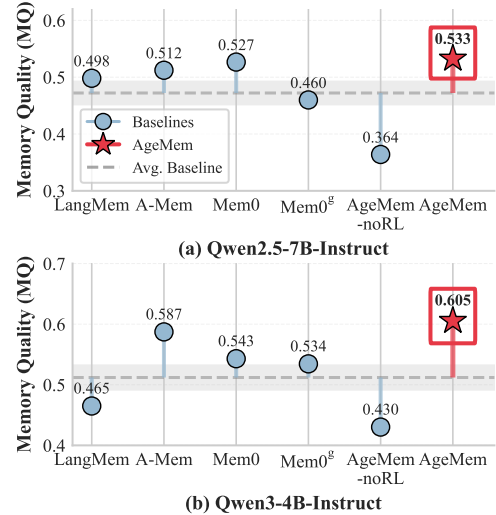 Memory Quality (MQ)
0.6
0.5
0.4
0.3
0.498
0.512
0.527
0.460
0.364
0.533
Baselines
AgeMem
Avg. Baseline
LangMem
A-Mem
Mem0
Mem0^g
AgeMem
-noRL
AgeMem
(a) Qwen2.5-7B-Instruct
Memory Quality (MQ)
0.7
0.6
0.5
0.4
0.465
0.587
0.543
0.534
0.430
0.605
LangMem
A-Mem
Mem0
Mem0^g
AgeMem
-noRL
AgeMem
(b) Qwen3-4B-Instruct